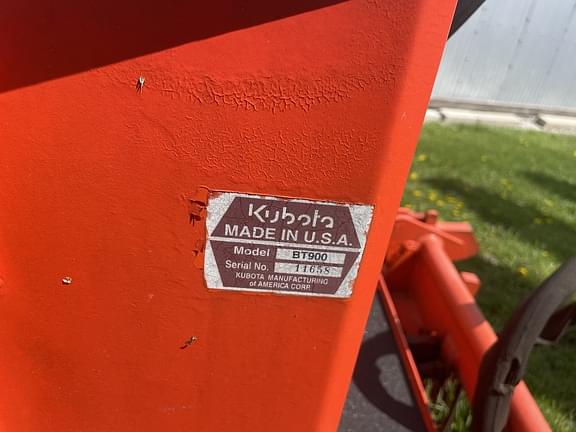 Kubota
MADE IN U.S.A.
Model BT900
Serial No. 11658
KUBOTA MANUFACTURING
of AMERICA CORP.